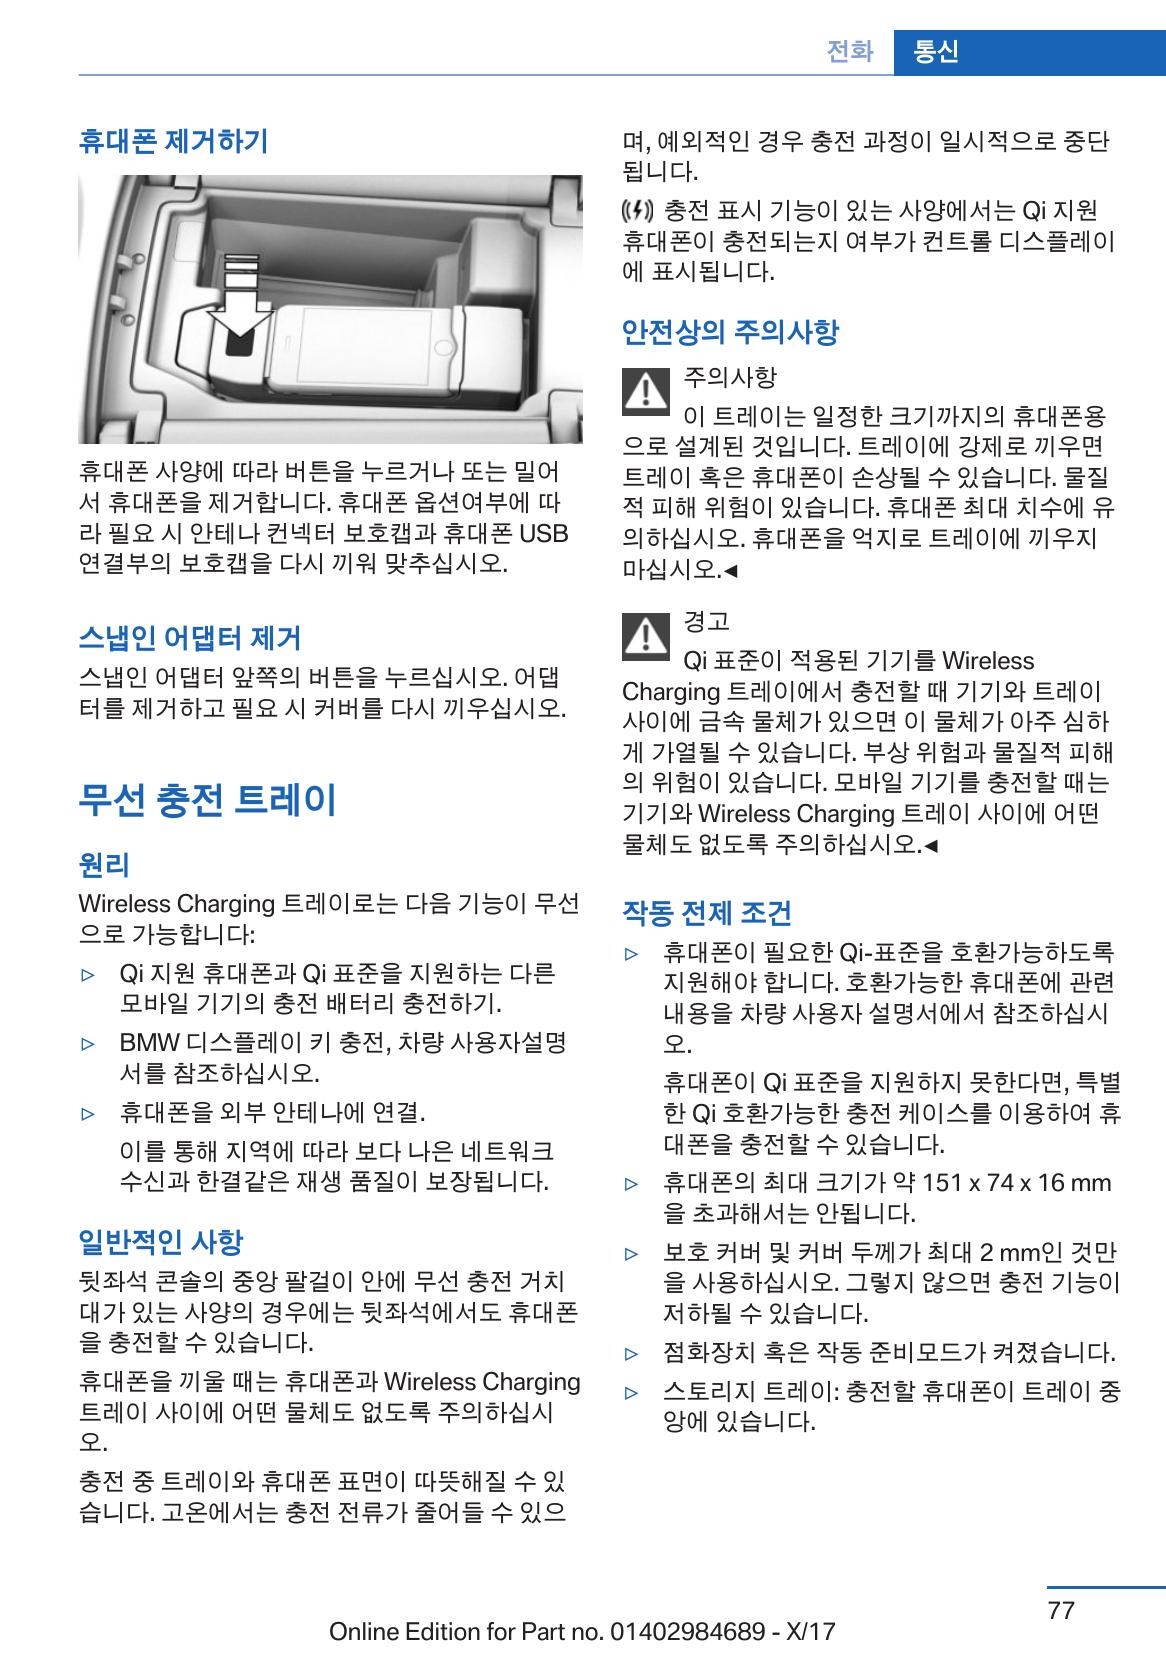 전화 통신
휴대폰 제거하기
휴대폰 사양에 따라 버튼을 누르거나 또는 밀어
서 휴대폰을 제거합니다. 휴대폰 옵션여부에 따
라 필요 시 안테나 컨넥터 보호캡과 휴대폰 USB
연결부의 보호캡을 다시 끼워 맞추십시오.
스냅인 어댑터 제거
스냅인 어댑터 앞쪽의 버튼을 누르십시오. 어댑
터를 제거하고 필요 시 커버를 다시 끼우십시오.
무선 충전 트레이
원리
Wireless Charging 트레이로는 다음 기능이 무선
으로 가능합니다:
▷ Qi 지원 휴대폰과 Qi 표준을 지원하는 다른
모바일 기기의 충전 배터리 충전하기.
▷ BMW 디스플레이 키 충전, 차량 사용자설명
서를 참조하십시오.
▷ 휴대폰을 외부 안테나에 연결.
이를 통해 지역에 따라 보다 나은 네트워크
수신과 한결같은 재생 품질이 보장됩니다.
일반적인 사항
뒷좌석 콘솔의 중앙 팔걸이 안에 무선 충전 거치
대가 있는 사양의 경우에는 뒷좌석에서도 휴대폰
을 충전할 수 있습니다.
휴대폰을 끼울 때는 휴대폰과 Wireless Charging
트레이 사이에 어떤 물체도 없도록 주의하십시
오.
충전 중 트레이와 휴대폰 표면이 따뜻해질 수 있
습니다. 고온에서는 충전 전류가 줄어들 수 있으
며, 예외적인 경우 충전 과정이 일시적으로 중단
됩니다.
충전 표시 기능이 있는 사양에서는 Qi 지원
휴대폰이 충전되는지 여부가 컨트롤 디스플레이
에 표시됩니다.
안전상의 주의사항
주의사항
이 트레이는 일정한 크기까지의 휴대폰용
으로 설계된 것입니다. 트레이에 강제로 끼우면
트레이 혹은 휴대폰이 손상될 수 있습니다. 물질
적 피해 위험이 있습니다. 휴대폰 최대 치수에 유
의하십시오. 휴대폰을 억지로 트레이에 끼우지
마십시오.◀
경고
Qi 표준이 적용된 기기를 Wireless
Charging 트레이에서 충전할 때 기기와 트레이
사이에 금속 물체가 있으면 이 물체가 아주 심하
게 가열될 수 있습니다. 부상 위험과 물질적 피해
의 위험이 있습니다. 모바일 기기를 충전할 때는
기기와 Wireless Charging 트레이 사이에 어떤
물체도 없도록 주의하십시오.◀
작동 전제 조건
▷ 휴대폰이 필요한 Qi-표준을 호환가능하도록
지원해야 합니다. 호환가능한 휴대폰에 관련
내용을 차량 사용자 설명서에서 참조하십시
오.
휴대폰이 Qi 표준을 지원하지 못한다면, 특별
한 Qi 호환가능한 충전 케이스를 이용하여 휴
대폰을 충전할 수 있습니다.
▷ 휴대폰의 최대 크기가 약 151 x 74 x 16 mm
을 초과해서는 안됩니다.
▷ 보호 커버 및 커버 두께가 최대 2 mm인 것만
을 사용하십시오. 그렇지 않으면 충전 기능이
저하될 수 있습니다.
▷ 점화장치 혹은 작동 준비모드가 켜졌습니다.
▷ 스토리지 트레이: 충전할 휴대폰이 트레이 중
앙에 있습니다.
77
Online Edition for Part no. 01402984689 - X/17